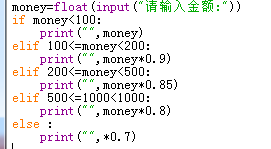 money=float(input("请输入金额:"))
if money<100:
    print("",money)
elif 100<=money<200:
    print("",money*0.9)
elif 200<=money<500:
    print("",money*0.85)
elif 500<=1000<1000:
    print("",money*0.8)
else :
    print("",*0.7)